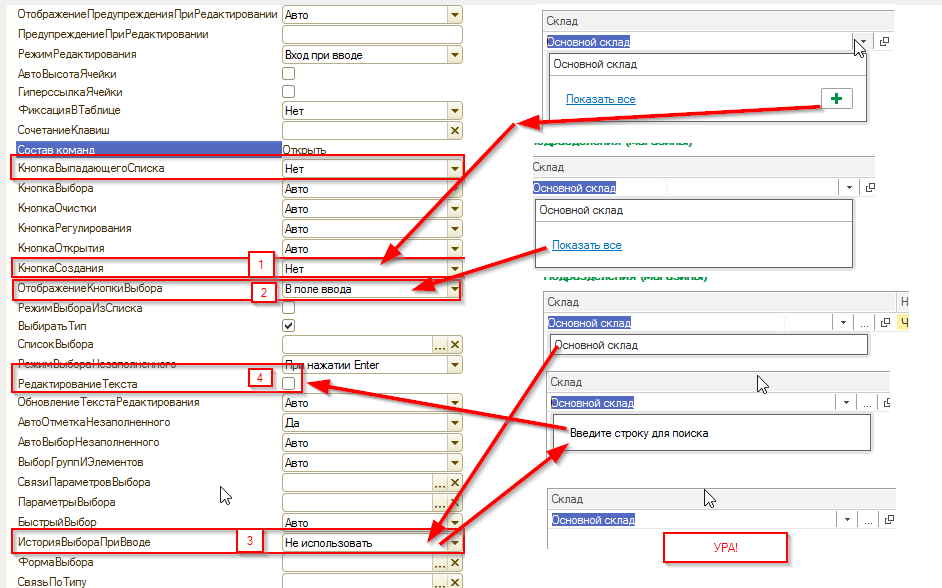 ОтображениеПредупрежденияПриРедактировании Авто
ПредупреждениеПриРедактировании
РежимРедактирования Вход при вводе
АвтоВысотаЯчейки
ГиперссылкаЯчейки
ФиксацияВТаблице Нет
СочетаниеКлавиш
Состав команд Открыть
КнопкаВыпадающегоСписка Нет
КнопкаВыбора Авто
КнопкаОчистки Авто
КнопкаРегулирования Авто
КнопкаОткрытия Авто
КнопкаСоздания 1 Нет
ОтображениеКнопкиВыбора 2 В поле ввода
РежимВыбораИзСписка
ВыбиратьТип
СписокВыбора ...
РежимВыбораНезаполненного При нажатии Enter
РедактированиеТекста 4
ОбновлениеТекстаРедактирования Авто
АвтоОтметкаНезаполненного Да
АвтоВыборНезаполненного Авто
ВыборГруппИЭлементов Авто
СвязиПараметровВыбора ...
ПараметрыВыбора ...
БыстрыйВыбор Авто
ИсторияВыбораПриВводе 3 Не использовать
ФормаВыбора ...
СвязьПоТипу ...
Склад
Основной склад
Основной склад
Показать все
Склад
Основной склад
Основной склад
Показать все
Подразделения (магазины)
Склад Н
Основной склад ... Ч
Основной склад
Склад
Основной склад ...
Введите строку для поиска
Склад
Основной склад ...
УРА!